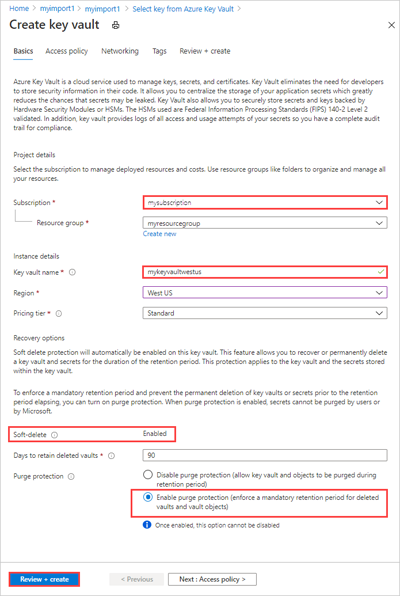 Home > myimport1 > myimport1 > Select key from Azure Key Vault >
Create key vault
Basics Access policy Networking Tags Review + create
Azure Key Vault is a cloud service used to manage keys, secrets, and certificates. Key Vault eliminates the need for developers
to store security information in their code. It allows you to centralize the storage of your application secrets which greatly
reduces the chances that secrets may be leaked. Key Vault also allows you to securely store secrets and keys backed by
Hardware Security Modules or HSMs. The HSMs used are Federal Information Processing Standards (FIPS) 140-2 Level 2
validated. In addition, key vault provides logs of all access and usage attempts of your secrets so you have a complete audit
trail for compliance.
Project details
Select the subscription to manage deployed resources and costs. Use resource groups like folders to organize and manage all
your resources.
Subscription * mysubscription
Resource group * myresourcegroup
Create new
Instance details
Key vault name * mykeyvaultwestus
Region * West US
Pricing tier * Standard
Recovery options
Soft delete protection will automatically be enabled on this key vault. This feature allows you to recover or permanently delete
a key vault and secrets for the duration of the retention period. This protection applies to the key vault and the secrets stored
within the key vault.
To enforce a mandatory retention period and prevent the permanent deletion of key vaults or secrets prior to the retention
period elapsing, you can turn on purge protection. When purge protection is enabled, secrets cannot be purged by users or
by Microsoft.
Soft-delete Enabled
Days to retain deleted vaults * 90
Purge protection Disable purge protection (allow key vault and objects to be purged during
retention period)
Enable purge protection (enforce a mandatory retention period for deleted
vaults and vault objects)
Once enabled, this option cannot be disabled
Review + create < Previous Next : Access policy >